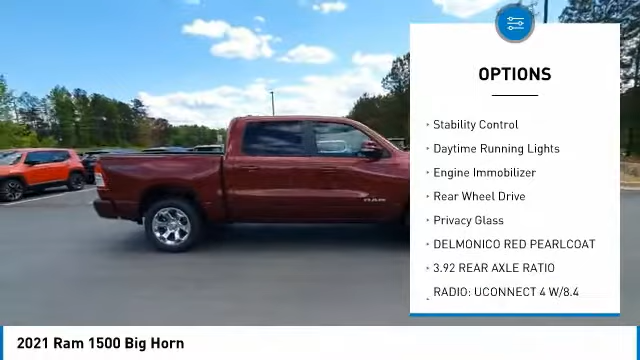 OPTIONS
Stability Control
Daytime Running Lights
Engine Immobilizer
Rear Wheel Drive
Privacy Glass
DELMONICO RED PEARLCOAT
3.92 REAR AXLE RATIO
RADIO: UCONNECT 4 W/8.4
RAM
2021 Ram 1500 Big Horn